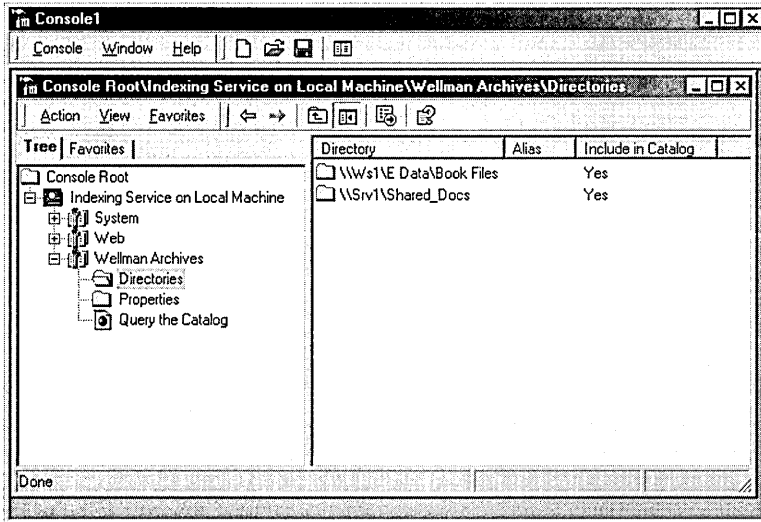 Console1
Console Window Help
Console Root\Indexing Service on Local Machine\Wellman Archives\Directories
Action View Favorites
Tree Favorites
Directory Alias Include in Catalog
Console Root
Indexing Service on Local Machine
System
Web
Wellman Archives
Directories
Properties
Query the Catalog
\\Ws1\E Data\Book Files Yes
\\Srv1\Shared_Docs Yes
Done